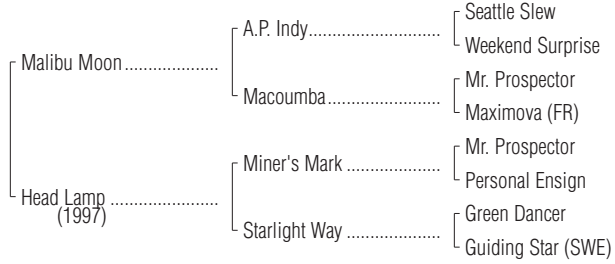 Seattle Slew
A.P. Indy
Weekend Surprise
Malibu Moon
Mr. Prospector
Macoumba
Maximova (FR)
Mr. Prospector
Miner's Mark
Personal Ensign
Head Lamp
(1997)
Green Dancer
Starlight Way
Guiding Star (SWE)